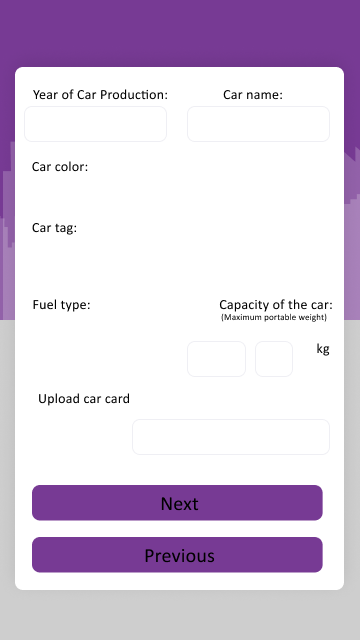 Year of Car Production:
Car name:
Car color:
Car tag:
Fuel type:
Capacity of the car:
(Maximum portable weight)
kg
Upload car card
Next
Previous